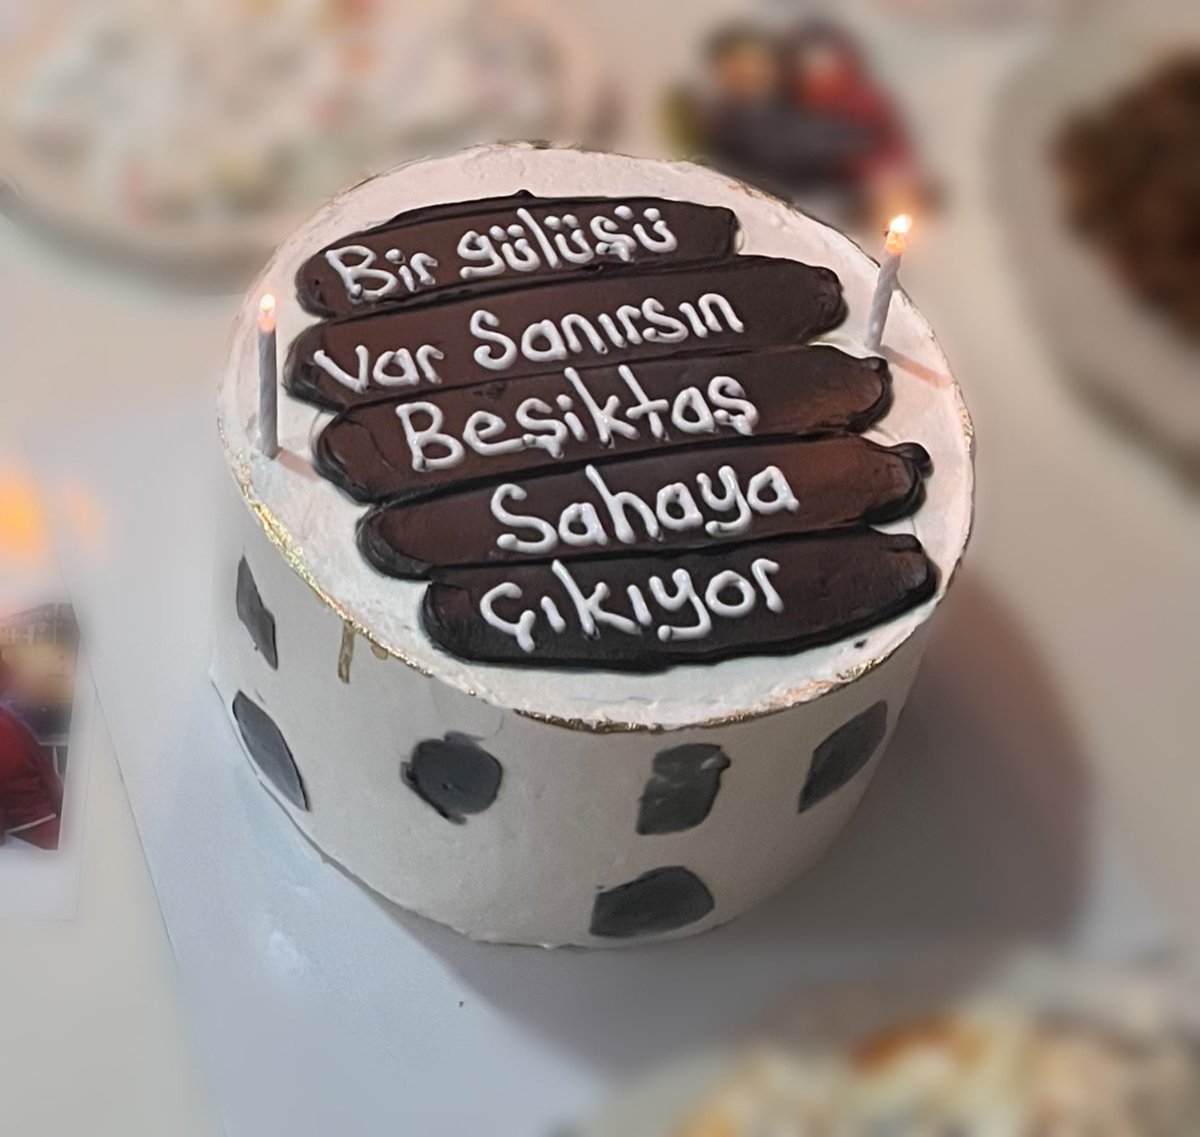 Bir gülüşü
Var Sanırsın
Beşiktaş
Sahaya
Çıkıyor